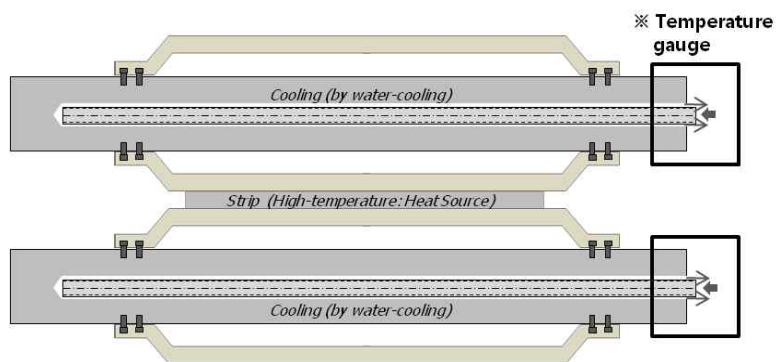 ※ Temperature
gauge
Cooling (by water-cooling)
Strip (High-temperature: Heat Source)
Cooling (by water-cooling)